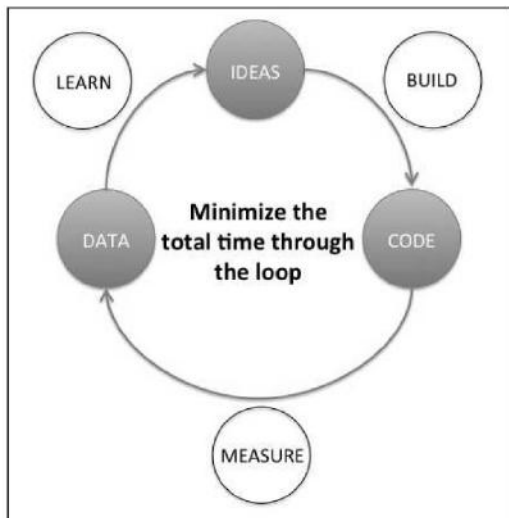 LEARN
IDEAS
BUILD
DATA
Minimize the
total time through
the loop
CODE
MEASURE